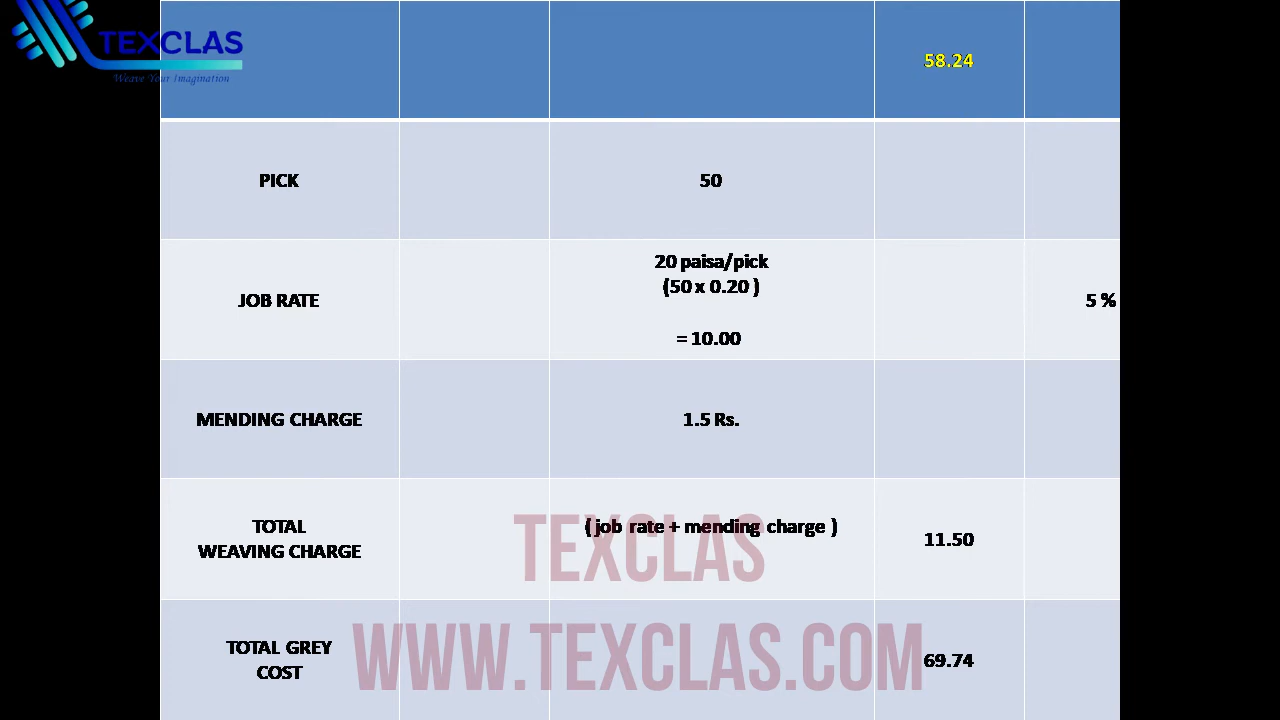 TEXCLAS
Weave Your Imagination
58.24
PICK
50
JOB RATE
20 paisa/pick
(50 x 0.20 )
= 10.00
5 %
MENDING CHARGE
1.5 Rs.
TOTAL
WEAVING CHARGE
( job rate + mending charge )
11.50
TEXCLAS
TOTAL GREY
COST
69.74
WWW.TEXCLAS.COM